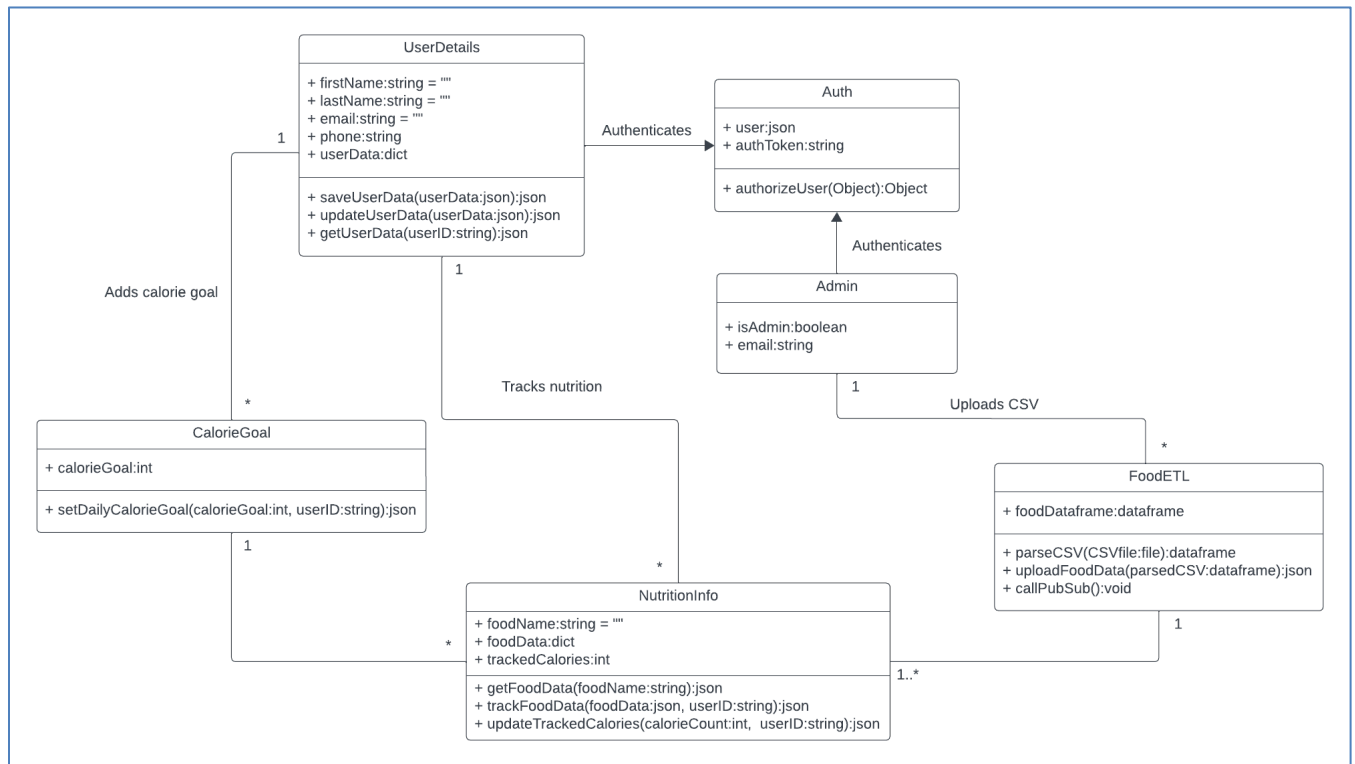 UserDetails
+ firstName:string = ""
+ lastName:string = ""
+ email:string = ""
+ phone:string
+ userData:dict
+ saveUserData(userData:json):json
+ updateUserData(userData:json):json
+ getUserData(userID:string):json
Authenticates
Auth
+ user:json
+ authToken:string
+ authorizeUser(Object):Object
Authenticates
Admin
+ isAdmin:boolean
+ email:string
1
Adds calorie goal
*
1
Tracks nutrition
*
1
Uploads CSV
*
CalorieGoal
+ calorieGoal:int
+ setDailyCalorieGoal(calorieGoal:int, userID:string):json
1
*
FoodETL
+ foodDataframe:dataframe
+ parseCSV(CSVfile:file):dataframe
+ uploadFoodData(parsedCSV:dataframe):json
+ callPubSub():void
1
1..*
NutritionInfo
+ foodName:string = ""
+ foodData:dict
+ trackedCalories:int
+ getFoodData(foodName:string):json
+ trackFoodData(foodData:json, userID:string):json
+ updateTrackedCalories(calorieCount:int, userID:string):json